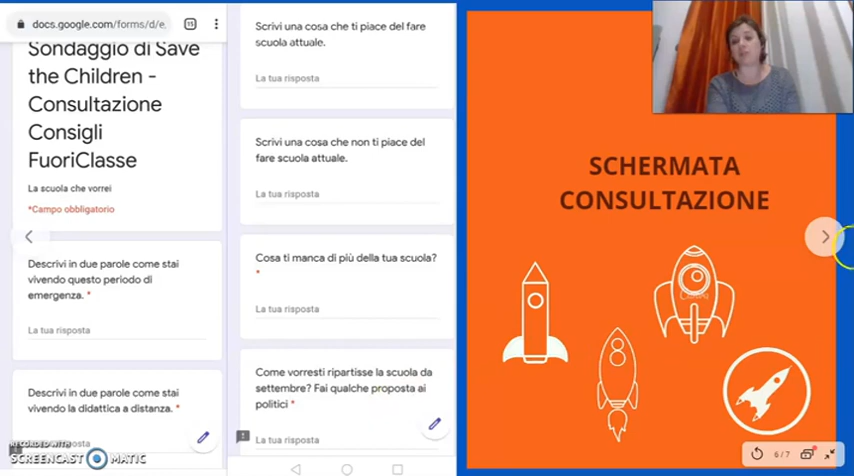 docs.google.com/forms/d/e
15
Sondaggio di Save
the Children -
Consultazione
Consigli
FuoriClasse
La scuola che vorrei
*Campo obbligatorio
Descrivi in due parole come stai
vivendo questo periodo di
emergenza. *
La tua risposta
Descrivi in due parole come stai
vivendo la didattica a distanza. *
RECORDED WITH
SCREENCAST MATIC
Scrivi una cosa che ti piace del fare
scuola attuale.
La tua risposta
Scrivi una cosa che non ti piace del
fare scuola attuale.
La tua risposta
Cosa ti manca di più della tua scuola?
*
La tua risposta
Come vorresti ripartisse la scuola da
settembre? Fai qualche proposta ai
politici *
La tua risposta
SCHERMATA
CONSULTAZIONE
6/7